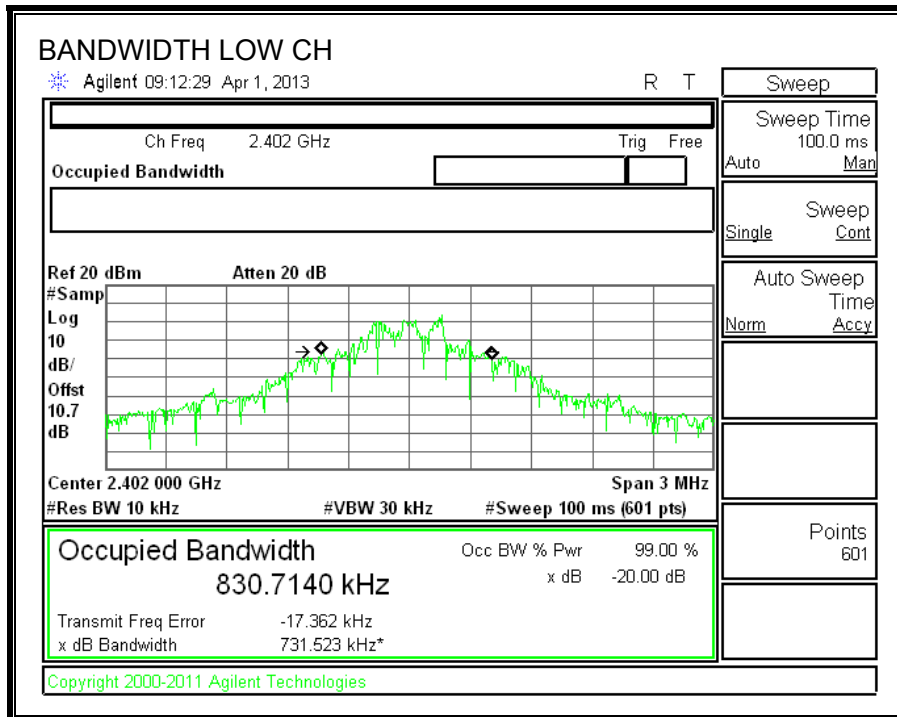 BANDWIDTH LOW CH
Agilent 09:12:29 Apr 1, 2013 R T
Sweep
Ch Freq 2.402 GHz Trig Free
Occupied Bandwidth
Sweep Time
100.0 ms
Auto Man
Sweep
Single Cont
Auto Sweep
Time
Norm Accy
Points
601
Ref 20 dBm Atten 20 dB
#Samp
Log
10
dB/
Offst
10.7
dB
Center 2.402 000 GHz Span 3 MHz
#Res BW 10 kHz #VBW 30 kHz #Sweep 100 ms (601 pts)
Occupied Bandwidth Occ BW % Pwr 99.00 %
830.7140 kHz x dB -20.00 dB
Transmit Freq Error -17.362 kHz
x dB Bandwidth 731.523 kHz*
Copyright 2000-2011 Agilent Technologies